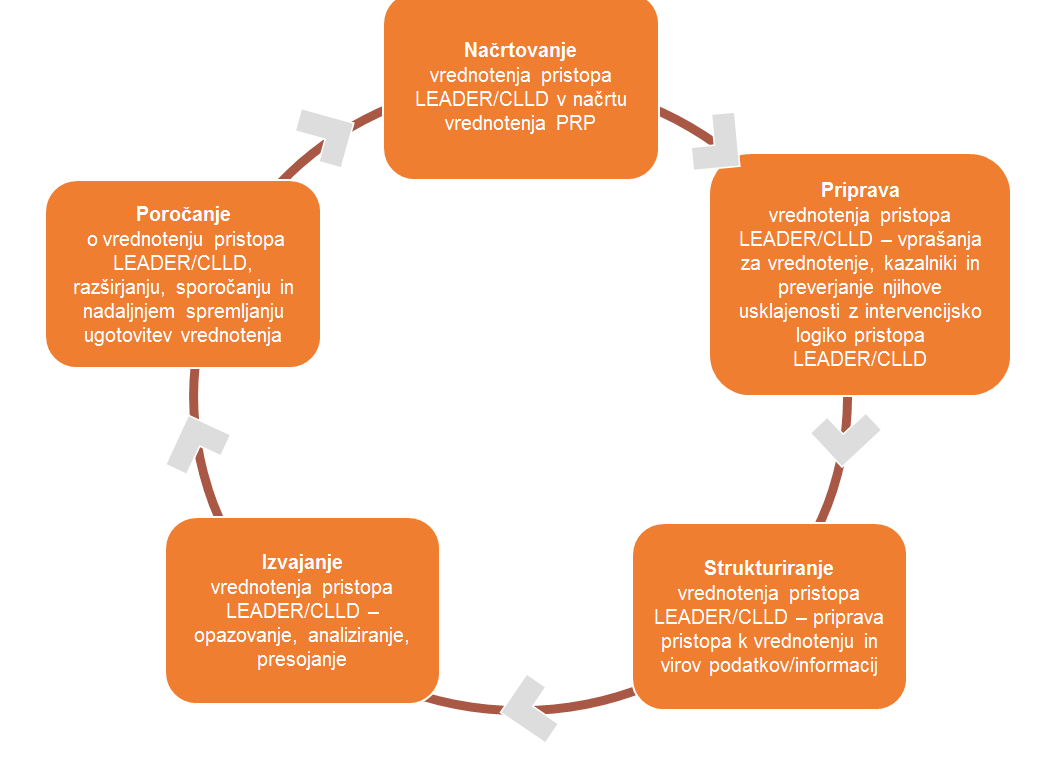 Načrtovanje
vrednotenja pristopa
LEADER/CLLD v načrtu
vrednotenja PRP
Priprava
vrednotenja pristopa
LEADER/CLLD – vprašanja
za vrednotenje, kazalniki in
preverjanje njihove
usklajenosti z intervencijsko
logiko pristopa
LEADER/CLLD
Strukturiranje
vrednotenja pristopa
LEADER/CLLD – priprava
pristopa k vrednotenju in
virov podatkov/informacij
Izvajanje
vrednotenja pristopa
LEADER/CLLD –
opazovanje, analiziranje,
presojanje
Poročanje
o vrednotenju pristopa
LEADER/CLLD,
razširjanju, sporočanju in
nadaljnjem spremljanju
ugotovitev vrednotenja